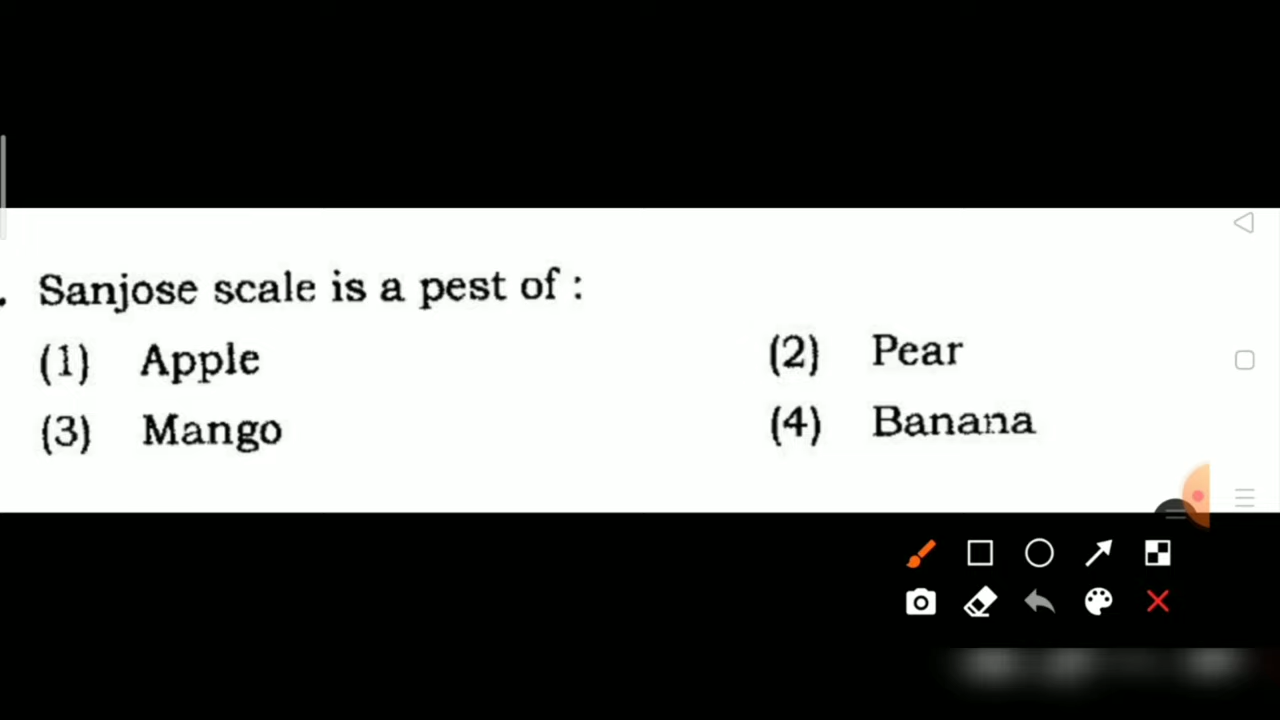 . Sanjose scale is a pest of :
(1) Apple (2) Pear
(3) Mango (4) Banana